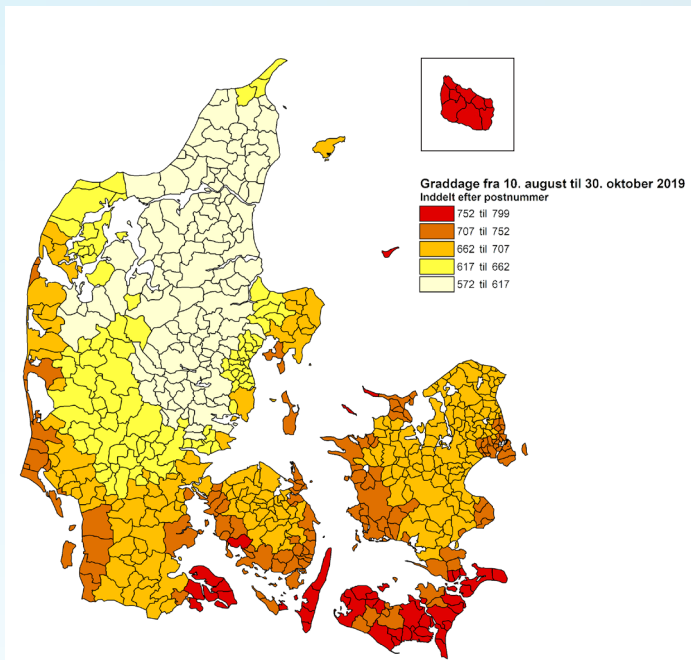 Graddage fra 10. august til 30. oktober 2019
Inddelt efter postnummer
752 til 799
707 til 752
662 til 707
617 til 662
572 til 617